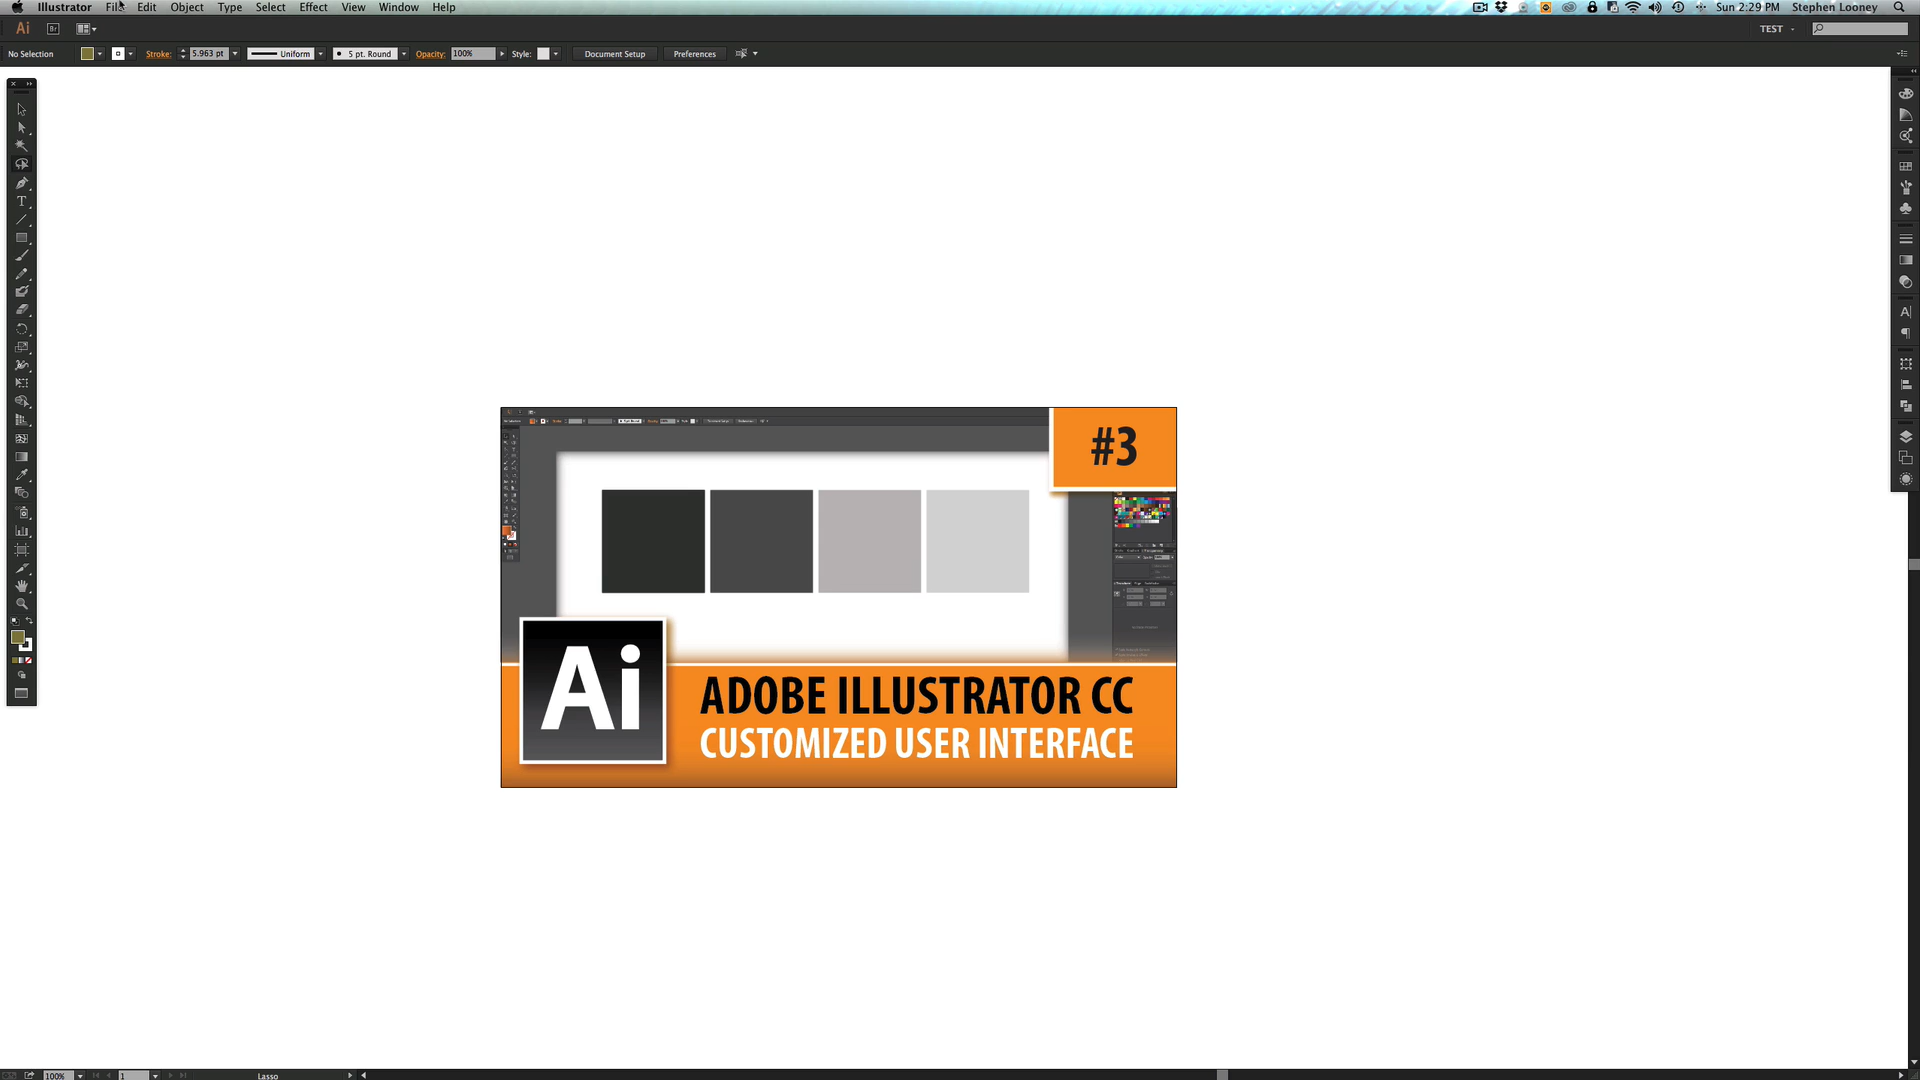 Illustrator File Edit Object Type Select Effect View Window Help
Sun 2:29 PM Stephen Looney
Ai Br TEST
No Selection Stroke: 5.963 pt Uniform 5 pt. Round Opacity: 100% Style: Document Setup Preferences
#3
Ai
ADOBE ILLUSTRATOR CC
CUSTOMIZED USER INTERFACE
100% 1 Lasso